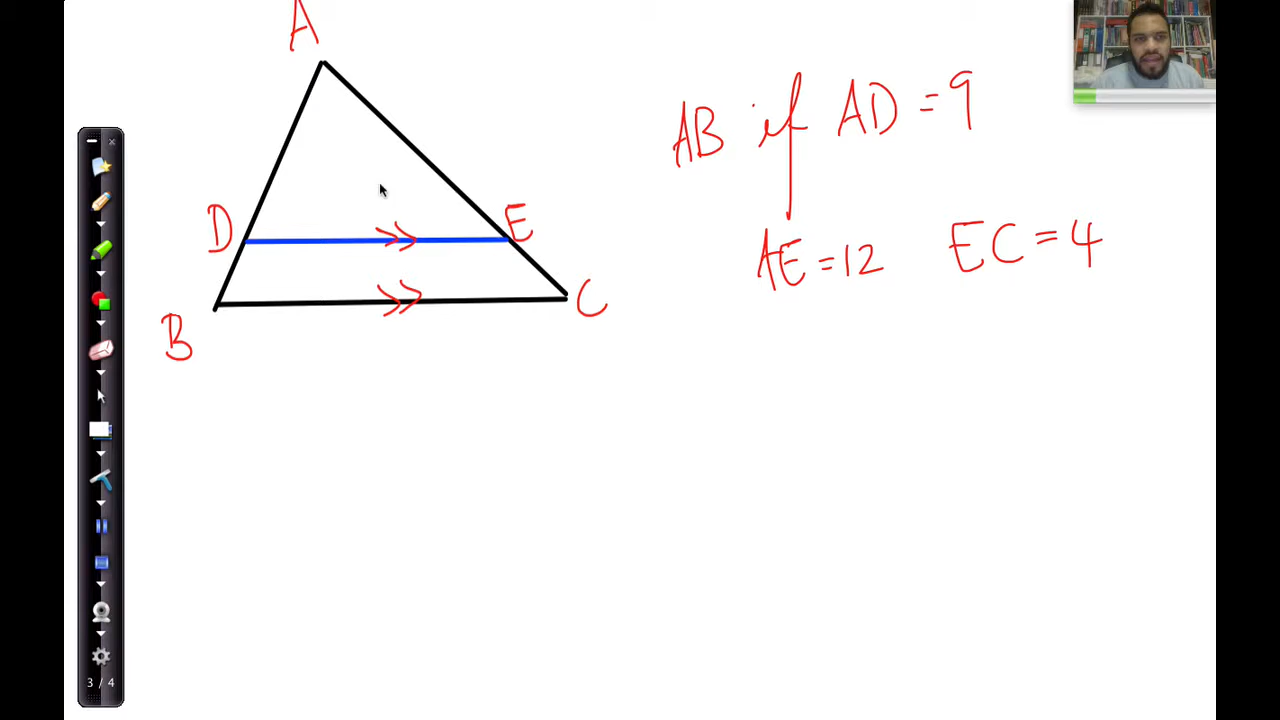 A
AB if AD = 9
D
E
AE = 12 EC = 4
B
C
3 / 4